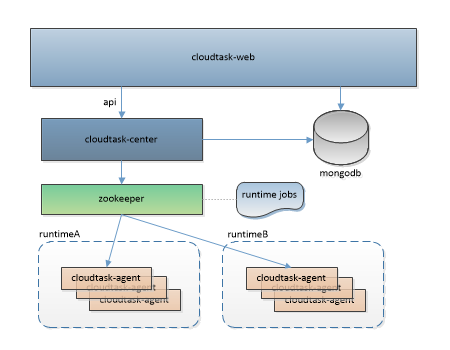 cloudtask-web
api
cloudtask-center
mongodb
zookeeper
runtime jobs
runtimeA
runtimeB
cloudtask-agent
cloudtask-agent
cloudtask-agent
cloudtask-agent
cloudtask-agent
cloudtask-agent